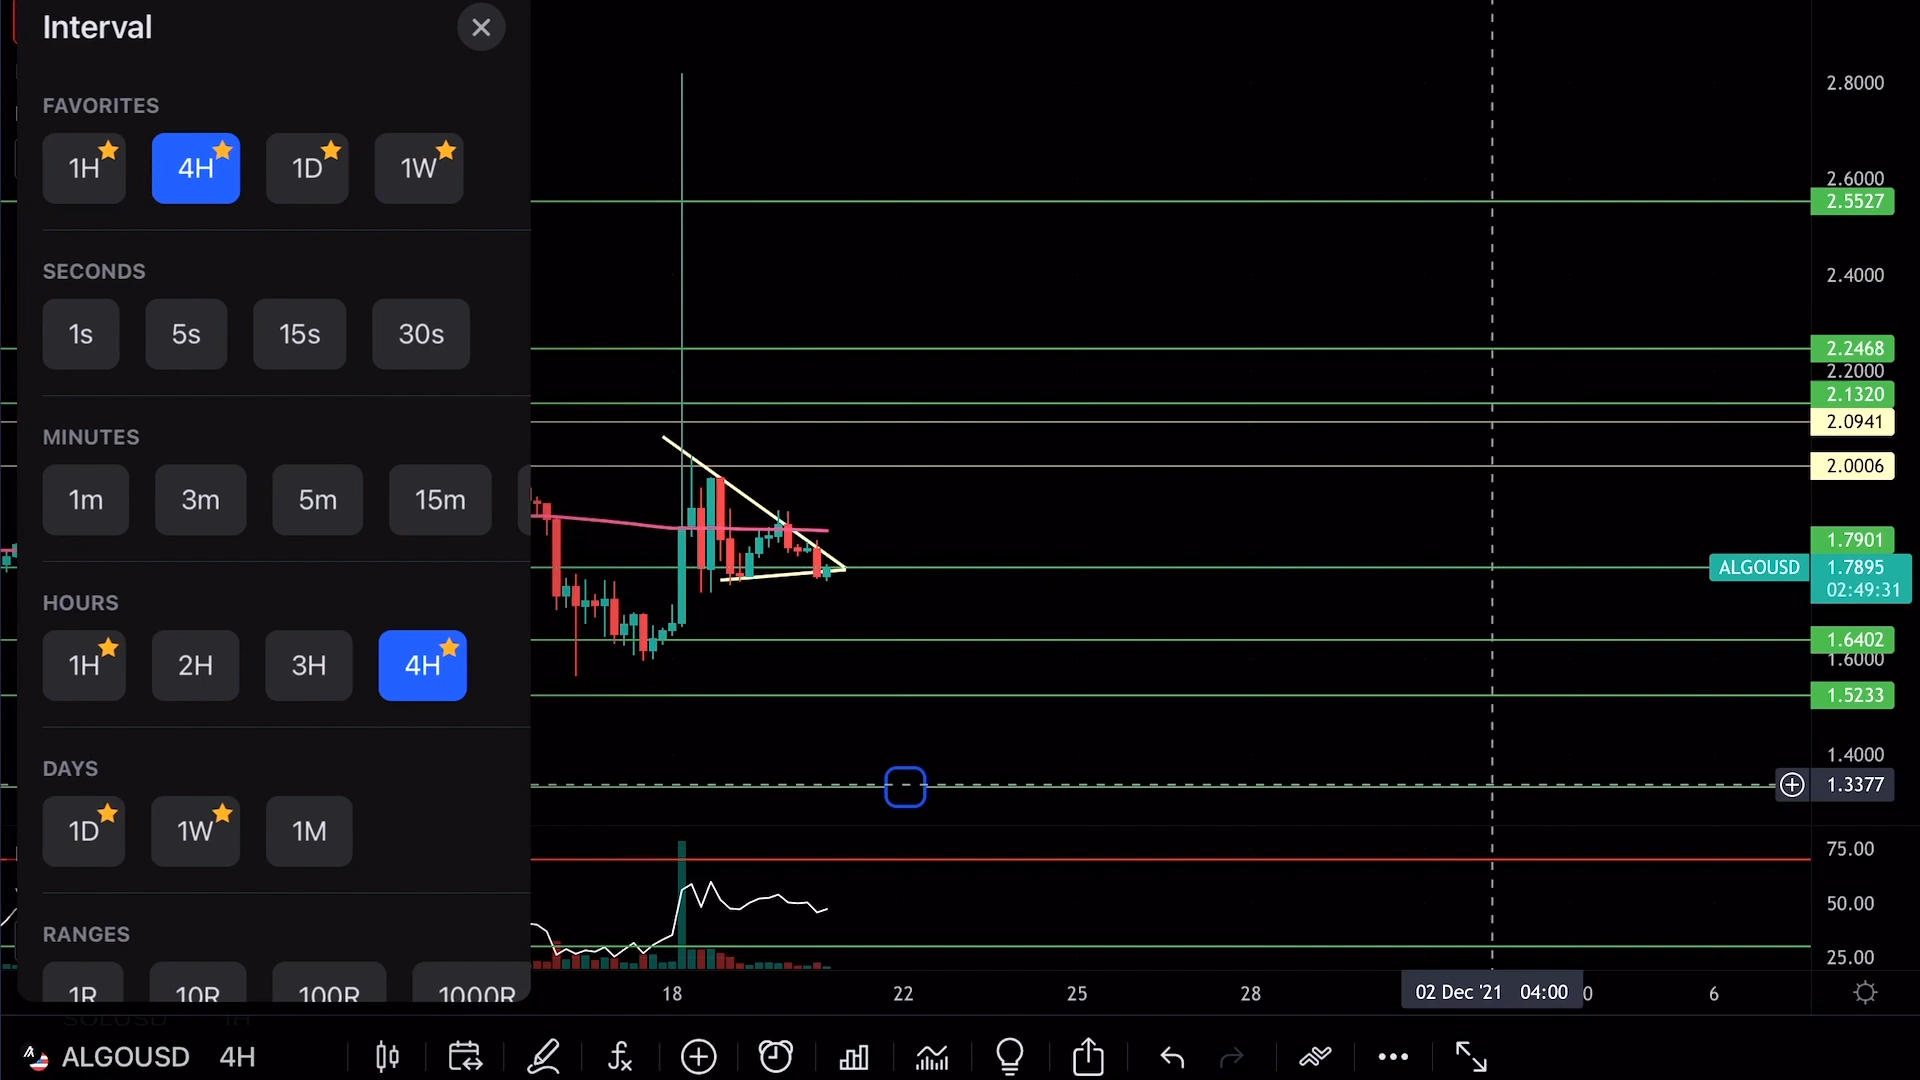 Interval
FAVORITES
1H 4H 1D 1W
SECONDS
1s 5s 15s 30s
MINUTES
1m 3m 5m 15m
HOURS
1H 2H 3H 4H
DAYS
1D 1W 1M
RANGES
1R 10R 100R 1000R
SOLUSD 1H
2.8000
2.6000
2.5527
2.4000
2.2468
2.2000
2.1320
2.0941
2.0006
1.7901
ALGOUSD 1.7895
02:49:31
1.6402
1.6000
1.5233
1.4000
1.3377
75.00
50.00
25.00
18 22 25 28 02 Dec '21 04:00 0 6
ALGOUSD 4H